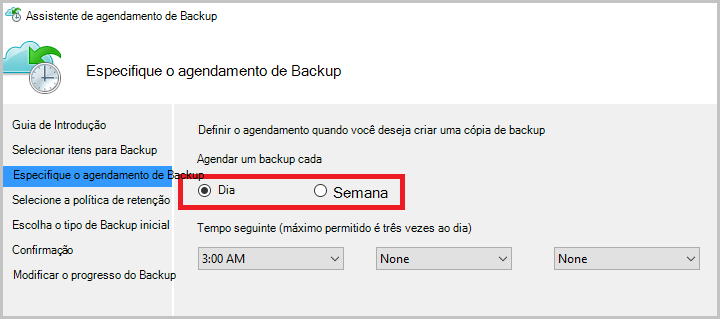 Assistente de agendamento de Backup
Especifique o agendamento de Backup
Guia de Introdução
Selecionar itens para Backup
Especifique o agendamento de Backup
Selecione a política de retenção
Escolha o tipo de Backup inicial
Confirmação
Modificar o progresso do Backup
Definir o agendamento quando você deseja criar uma cópia de backup
Agendar um backup cada
Dia Semana
Tempo seguinte (máximo permitido é três vezes ao dia)
3:00 AM None None